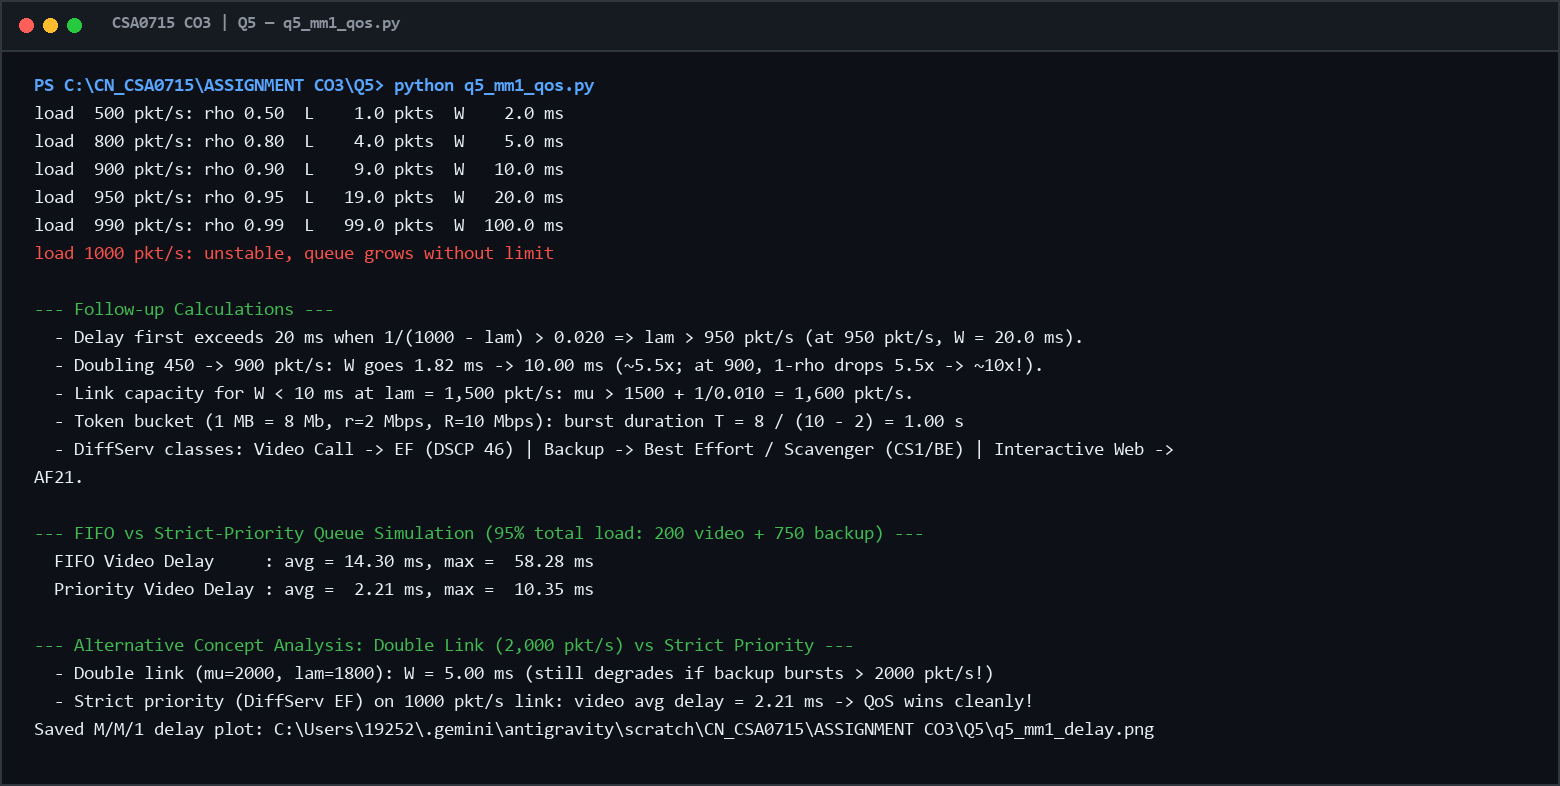 CSA0715 CO3 | Q5 — q5_mm1_qos.py
PS C:\CN_CSA0715\ASSIGNMENT CO3\Q5> python q5_mm1_qos.py
load  500 pkt/s: rho 0.50  L    1.0 pkts  W    2.0 ms
load  800 pkt/s: rho 0.80  L    4.0 pkts  W    5.0 ms
load  900 pkt/s: rho 0.90  L    9.0 pkts  W   10.0 ms
load  950 pkt/s: rho 0.95  L   19.0 pkts  W   20.0 ms
load  990 pkt/s: rho 0.99  L   99.0 pkts  W  100.0 ms
load 1000 pkt/s: unstable, queue grows without limit
--- Follow-up Calculations ---
  - Delay first exceeds 20 ms when 1/(1000 - lam) > 0.020 => lam > 950 pkt/s (at 950 pkt/s, W = 20.0 ms).
  - Doubling 450 -> 900 pkt/s: W goes 1.82 ms -> 10.00 ms (~5.5x; at 900, 1-rho drops 5.5x -> ~10x!).
  - Link capacity for W < 10 ms at lam = 1,500 pkt/s: mu > 1500 + 1/0.010 = 1,600 pkt/s.
  - Token bucket (1 MB = 8 Mb, r=2 Mbps, R=10 Mbps): burst duration T = 8 / (10 - 2) = 1.00 s
  - DiffServ classes: Video Call -> EF (DSCP 46) | Backup -> Best Effort / Scavenger (CS1/BE) | Interactive Web ->
AF21.
--- FIFO vs Strict-Priority Queue Simulation (95% total load: 200 video + 750 backup) ---
  FIFO Video Delay     : avg = 14.30 ms, max =  58.28 ms
  Priority Video Delay : avg =  2.21 ms, max =  10.35 ms
--- Alternative Concept Analysis: Double Link (2,000 pkt/s) vs Strict Priority ---
  - Double link (mu=2000, lam=1800): W = 5.00 ms (still degrades if backup bursts > 2000 pkt/s!)
  - Strict priority (DiffServ EF) on 1000 pkt/s link: video avg delay = 2.21 ms -> QoS wins cleanly!
Saved M/M/1 delay plot: C:\Users\19252\.gemini\antigravity\scratch\CN_CSA0715\ASSIGNMENT CO3\Q5\q5_mm1_delay.png